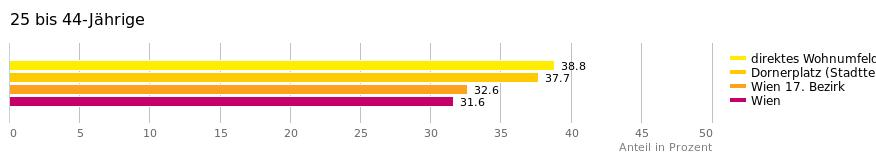 25 bis 44-Jährige
38.8
37.7
32.6
31.6
direktes Wohnumfeld
Dornerplatz (Stadtte
Wien 17. Bezirk
Wien
0 5 10 15 20 25 30 35 40 45 50
Anteil in Prozent